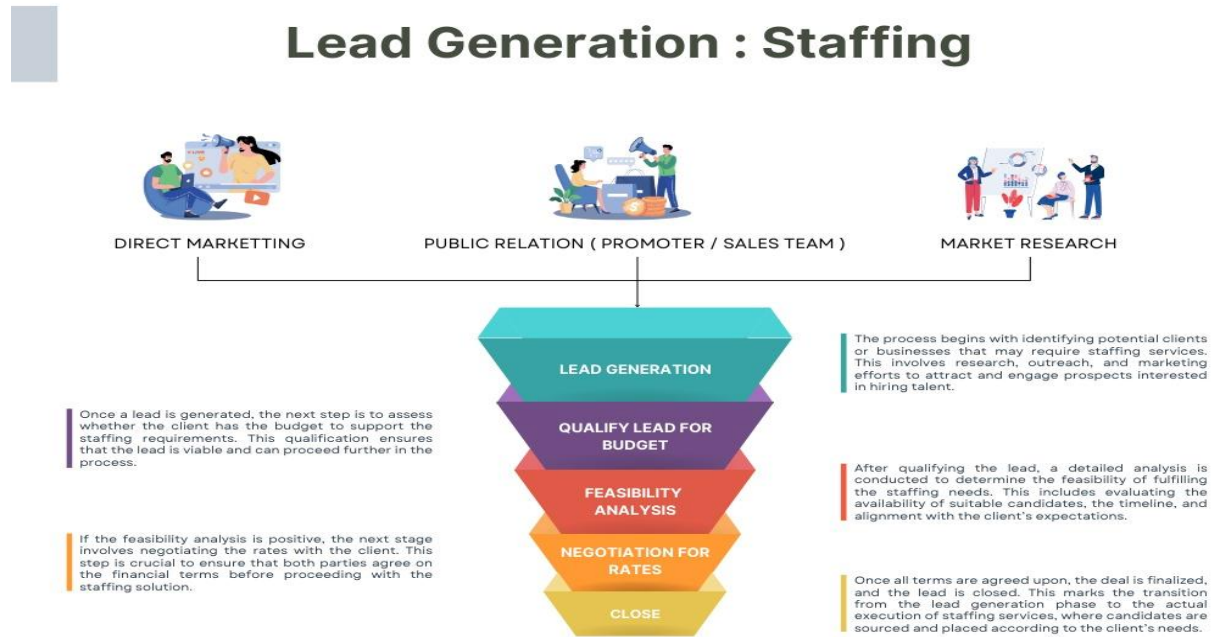 Lead Generation : Staffing
DIRECT MARKETTING
PUBLIC RELATION ( PROMOTER / SALES TEAM )
MARKET RESEARCH
LEAD GENERATION
The process begins with identifying potential clients
or businesses that may require staffing services.
This involves research, outreach, and marketing
efforts to attract and engage prospects interested
in hiring talent.
Once a lead is generated, the next step is to assess
whether the client has the budget to support the
staffing requirements. This qualification ensures
that the lead is viable and can proceed further in the
process.
QUALIFY LEAD FOR
BUDGET
FEASIBILITY
ANALYSIS
After qualifying the lead, a detailed analysis is
conducted to determine the feasibility of fulfilling
the staffing needs. This includes evaluating the
availability of suitable candidates, the timeline, and
alignment with the client's expectations.
If the feasibility analysis is positive, the next stage
involves negotiating the rates with the client. This
step is crucial to ensure that both parties agree on
the financial terms before proceeding with the
staffing solution.
NEGOTIATION FOR
RATES
CLOSE
Once all terms are agreed upon, the deal is finalized,
and the lead is closed. This marks the transition
from the lead generation phase to the actual
execution of staffing services, where candidates are
sourced and placed according to the client's needs.